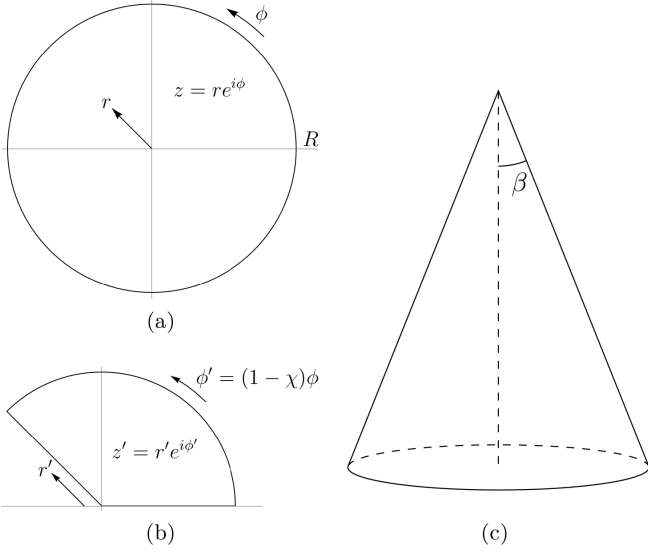 ϕ
z = re^{iϕ}
r
R
(a)
β
ϕ′ = (1 − χ)ϕ
z′ = r′e^{iϕ′}
r′
(b)
(c)